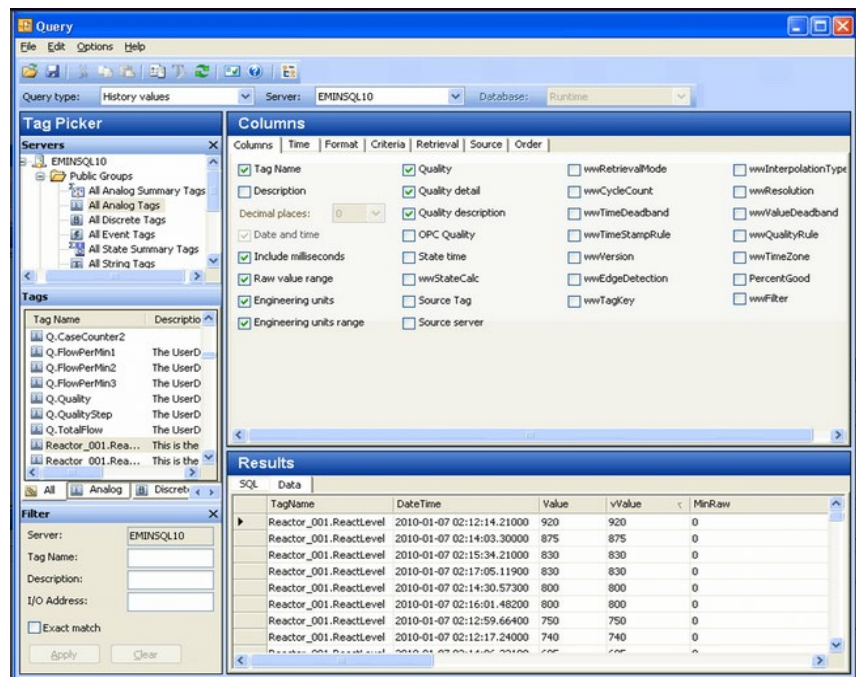 Query
File Edit Options Help
Query type: History values Server: EMINSQL10 Database: Runtime
Tag Picker
Servers
EMINSQL10
Public Groups
All Analog Summary Tags
All Analog Tags
All Discrete Tags
All Event Tags
All State Summary Tags
All String Tags
Tags
Tag Name Descriptio
Q.CaseCounter2
Q.FlowPerMin1 The UserD
Q.FlowPerMin2 The UserD
Q.FlowPerMin3 The UserD
Q.Quality The UserD
Q.QualityStep The UserD
Q.TotalFlow The UserD
Reactor_001.Rea... This is the
Reactor_001.Rea... This is the
All Analog Discrete
Filter
Server: EMINSQL10
Tag Name:
Description:
I/O Address:
Exact match
Apply Clear
Columns
Columns Time Format Criteria Retrieval Source Order
Tag Name Quality wwRetrievalMode wwInterpolationType
Description Quality detail wwCycleCount wwResolution
Decimal places: 0 Quality description wwTimeDeadband wwValueDeadband
Date and time OPC Quality wwTimeStampRule wwQualityRule
Include milliseconds State time wwVersion wwTimeZone
Raw value range wwStateCalc wwEdgeDetection PercentGood
Engineering units Source Tag wwTagKey wwFilter
Engineering units range Source server
Results
SQL Data
TagName DateTime Value vValue MinRaw
Reactor_001.ReactLevel 2010-01-07 02:12:14.21000 920 920 0
Reactor_001.ReactLevel 2010-01-07 02:14:03.30000 875 875 0
Reactor_001.ReactLevel 2010-01-07 02:15:34.21000 830 830 0
Reactor_001.ReactLevel 2010-01-07 02:17:05.11900 830 830 0
Reactor_001.ReactLevel 2010-01-07 02:14:30.57300 800 800 0
Reactor_001.ReactLevel 2010-01-07 02:16:01.48200 800 800 0
Reactor_001.ReactLevel 2010-01-07 02:12:59.66400 750 750 0
Reactor_001.ReactLevel 2010-01-07 02:12:17.24000 740 740 0